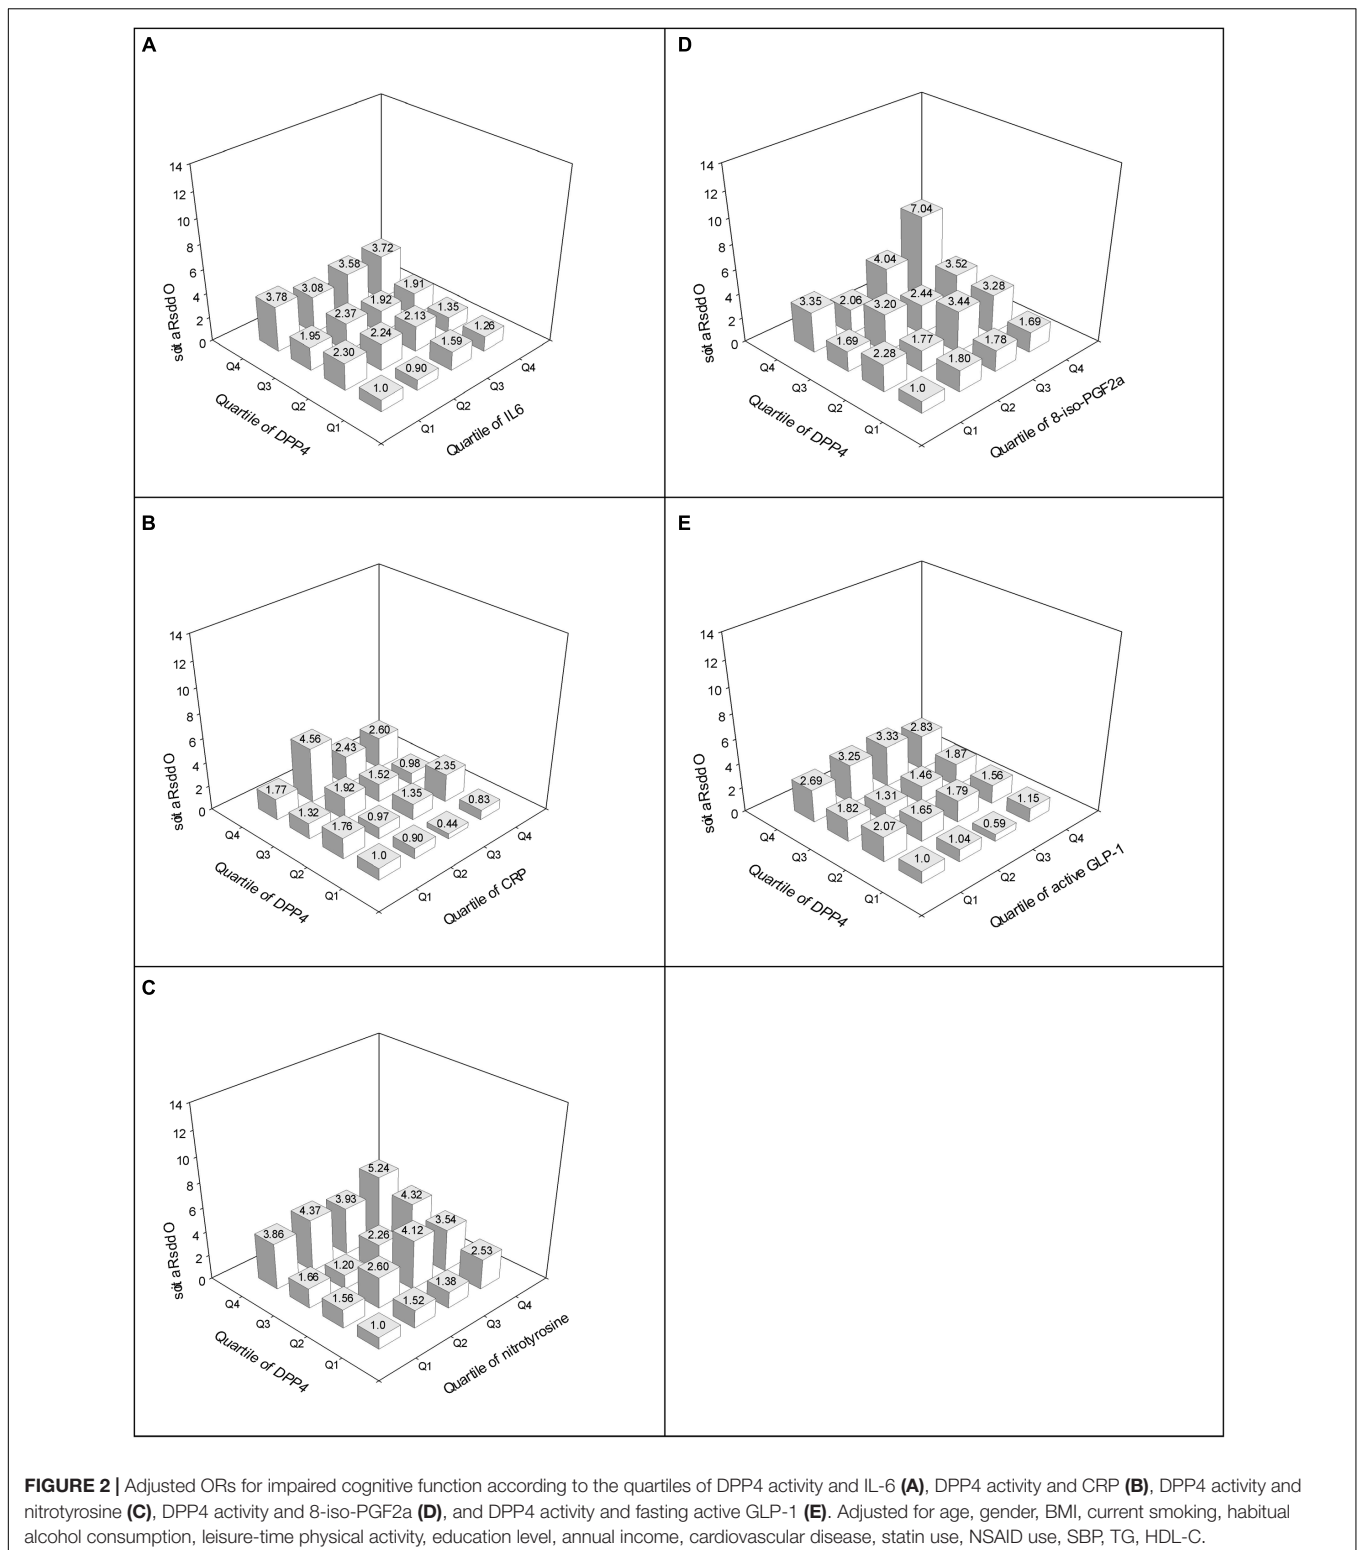 A
14
12
10
8
6
4
2
0
3.72
3.58
1.91
3.08
1.92
1.35
3.78
2.37
2.13
1.26
1.95
2.24
1.59
2.30
0.90
1.0
Q4
Q3
Q2
Q1
Q1
Q2
Q3
Q4
Quartile of DPP4
Quartile of IL6
D
14
12
10
8
6
4
2
0
7.04
4.04
3.52
2.06
2.44
3.28
3.35
3.20
3.44
1.69
1.69
1.77
1.78
2.28
1.80
1.0
Q4
Q3
Q2
Q1
Q1
Q2
Q3
Q4
Quartile of DPP4
Quartile of 8-iso-PGF2a
B
14
12
10
8
6
4
2
0
2.60
2.43
0.98
4.56
1.52
2.35
1.77
1.92
1.35
0.83
1.32
0.97
0.44
1.76
0.90
1.0
Q4
Q3
Q2
Q1
Q1
Q2
Q3
Q4
Quartile of DPP4
Quartile of CRP
E
14
12
10
8
6
4
2
0
2.83
3.33
1.87
3.25
1.46
1.56
2.69
1.31
1.79
1.15
1.82
1.65
0.59
2.07
1.04
1.0
Q4
Q3
Q2
Q1
Q1
Q2
Q3
Q4
Quartile of DPP4
Quartile of active GLP-1
C
14
12
10
8
6
4
2
0
5.24
3.93
4.32
4.37
2.26
3.54
3.86
1.20
4.12
2.53
1.66
2.60
1.38
1.56
1.52
1.0
Q4
Q3
Q2
Q1
Q1
Q2
Q3
Q4
Quartile of DPP4
Quartile of nitrotyrosine
FIGURE 2 | Adjusted ORs for impaired cognitive function according to the quartiles of DPP4 activity and IL-6 (A), DPP4 activity and CRP (B), DPP4 activity and
nitrotyrosine (C), DPP4 activity and 8-iso-PGF2a (D), and DPP4 activity and fasting active GLP-1 (E). Adjusted for age, gender, BMI, current smoking, habitual
alcohol consumption, leisure-time physical activity, education level, annual income, cardiovascular disease, statin use, NSAID use, SBP, TG, HDL-C.